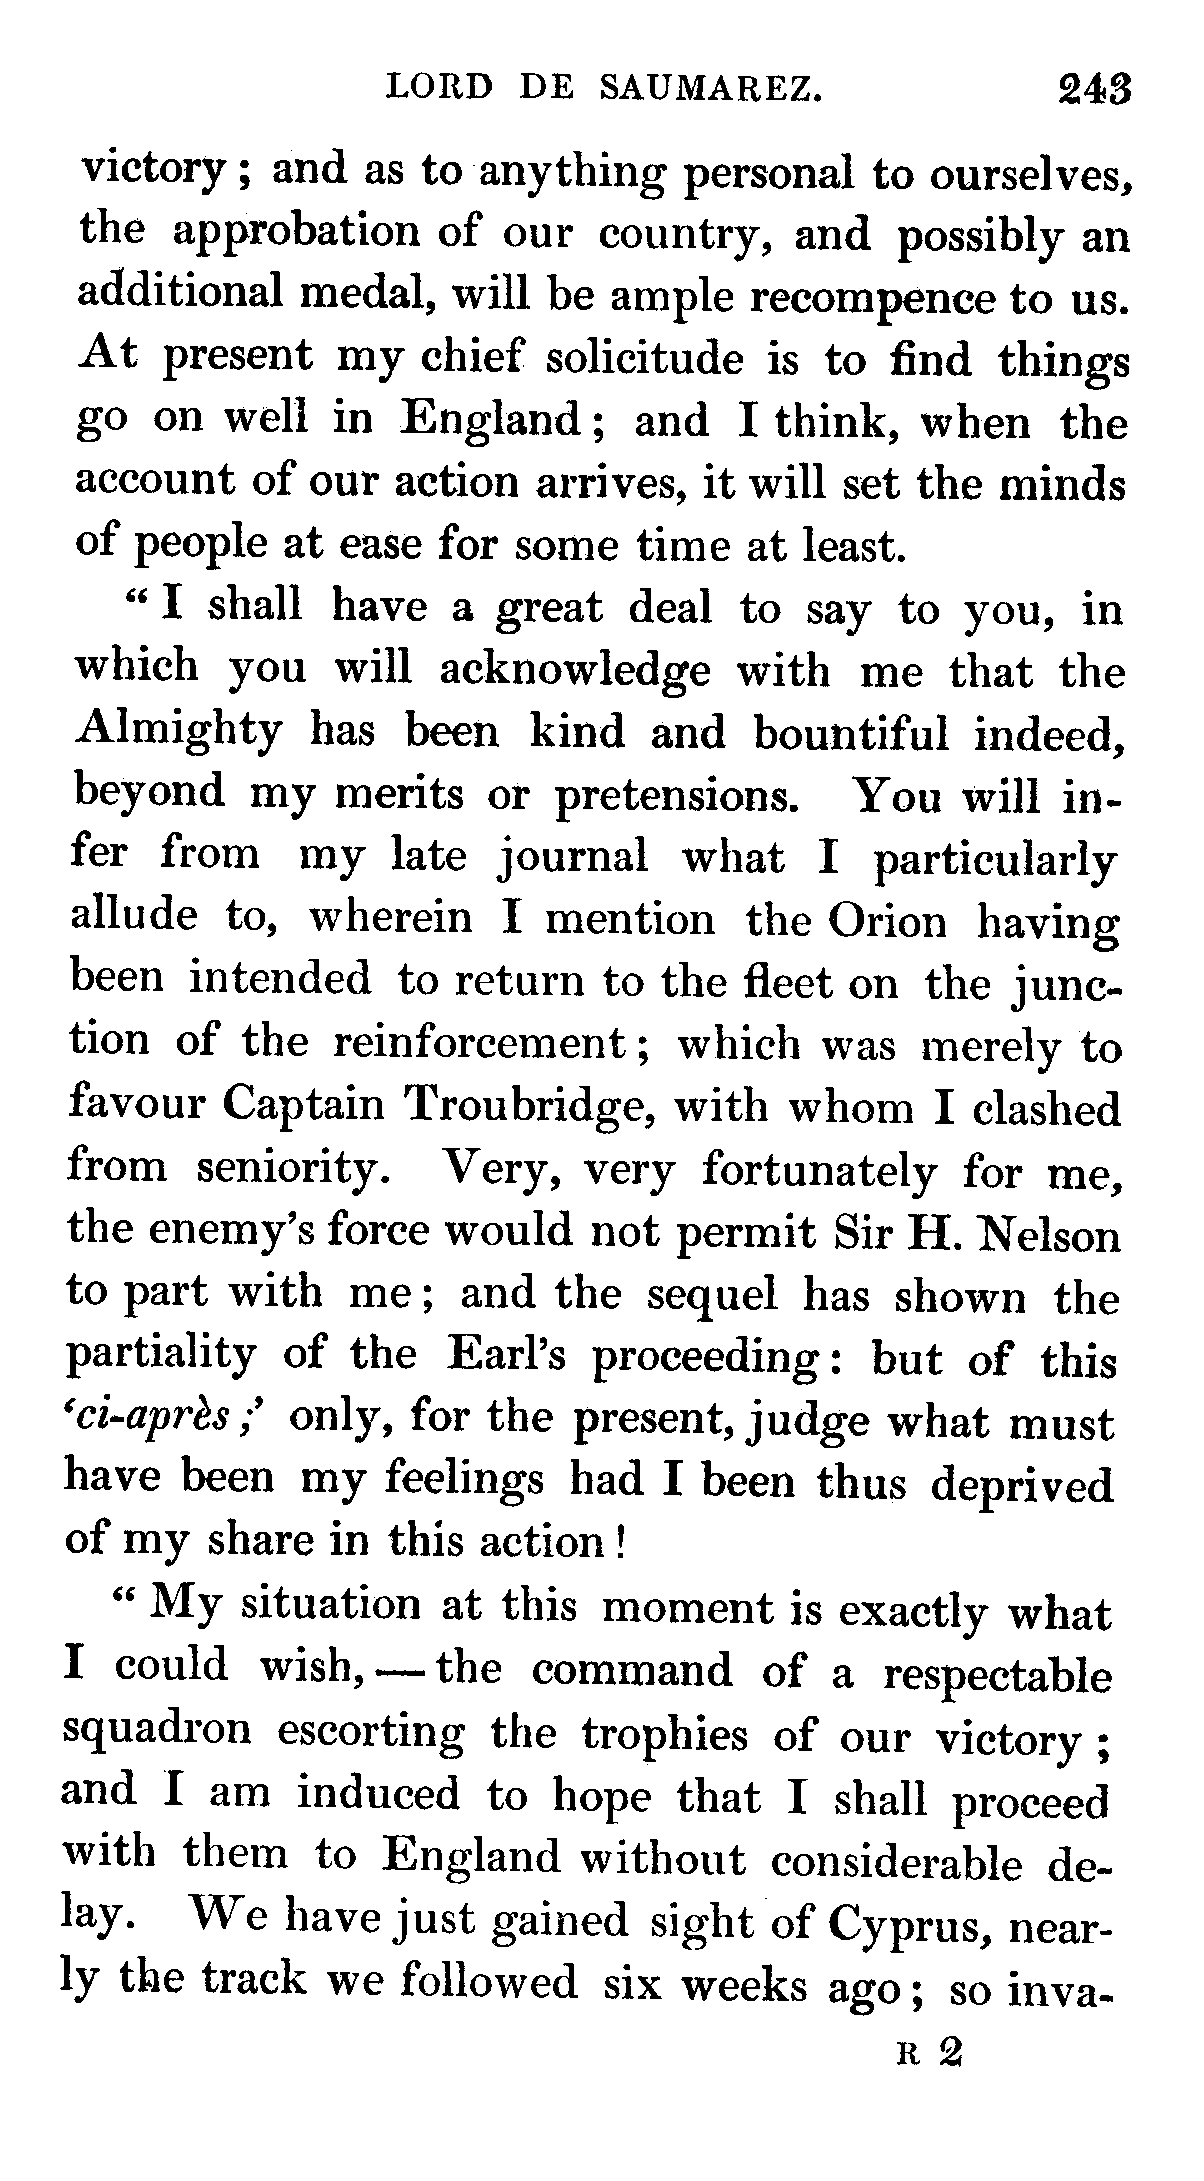 LORD DE SAUMAREZ. 243
victory ; and as to anything personal to ourselves,
the approbation of our country, and possibly an
additional medal, will be ample recompence to us.
At present my chief solicitude is to find things
go on well in England ; and I think, when the
account of our action arrives, it will set the minds
of people at ease for some time at least.
“ I shall have a great deal to say to you, in
which you will acknowledge with me that the
Almighty has been kind and bountiful indeed,
beyond my merits or pretensions. You will in-
fer from my late journal what I particularly
allude to, wherein I mention the Orion having
been intended to return to the fleet on the junc-
tion of the reinforcement ; which was merely to
favour Captain Troubridge, with whom I clashed
from seniority. Very, very fortunately for me,
the enemy’s force would not permit Sir H. Nelson
to part with me ; and the sequel has shown the
partiality of the Earl’s proceeding : but of this
‘ci-après ;’ only, for the present, judge what must
have been my feelings had I been thus deprived
of my share in this action !
“ My situation at this moment is exactly what
I could wish, — the command of a respectable
squadron escorting the trophies of our victory ;
and I am induced to hope that I shall proceed
with them to England without considerable de-
lay. We have just gained sight of Cyprus, near-
ly the track we followed six weeks ago ; so inva-
R 2